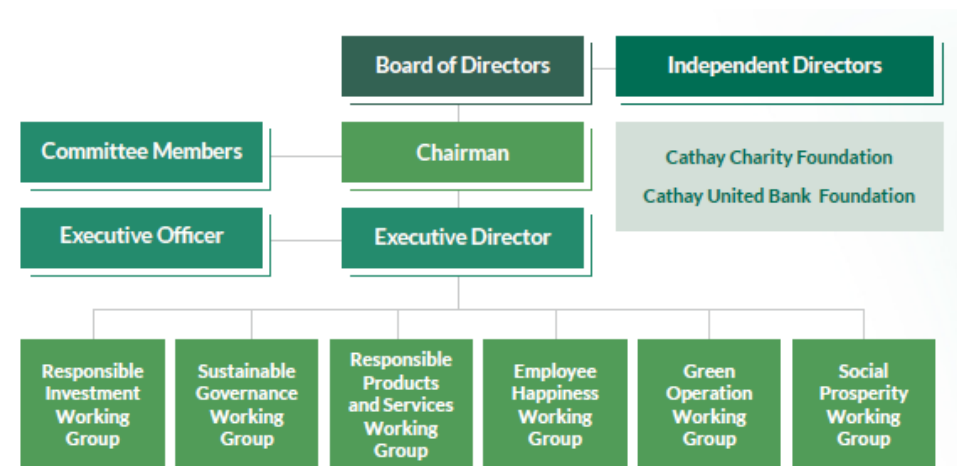 Board of Directors
Independent Directors
Committee Members
Chairman
Cathay Charity Foundation
Cathay United Bank Foundation
Executive Officer
Executive Director
Responsible
Investment
Working
Group
Sustainable
Governance
Working
Group
Responsible
Products
and Services
Working
Group
Employee
Happiness
Working
Group
Green
Operation
Working
Group
Social
Prosperity
Working
Group